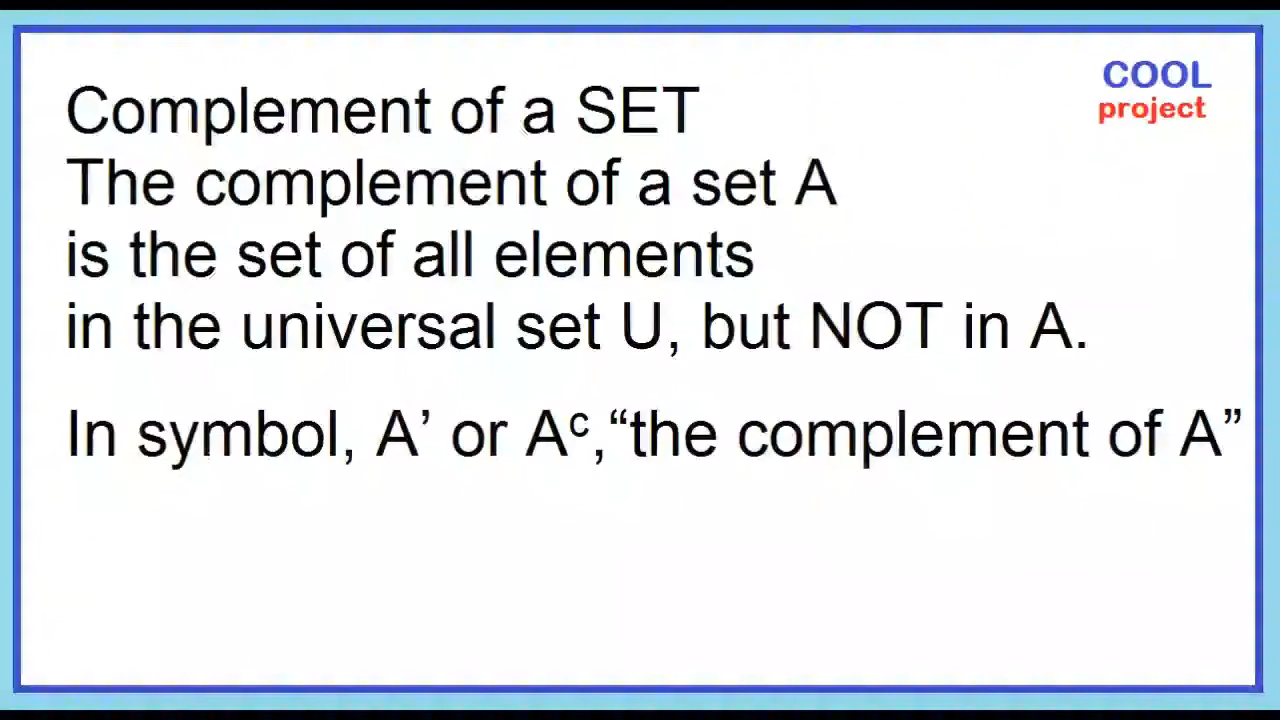 COOL
project
Complement of a SET
The complement of a set A
is the set of all elements
in the universal set U, but NOT in A.
In symbol, A’ or Aᶜ,“the complement of A”